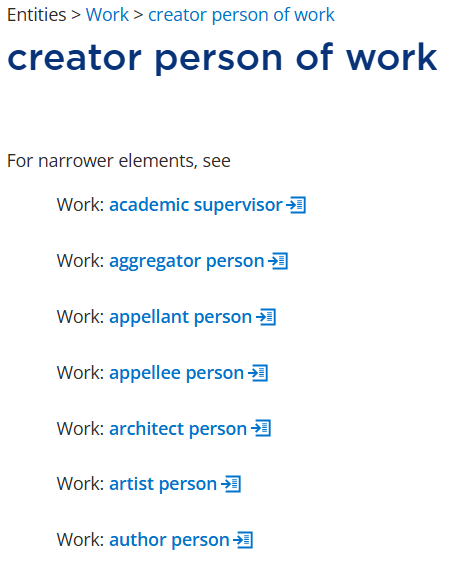 Entities > Work > creator person of work
creator person of work
For narrower elements, see
Work: academic supervisor
Work: aggregator person
Work: appellant person
Work: appellee person
Work: architect person
Work: artist person
Work: author person